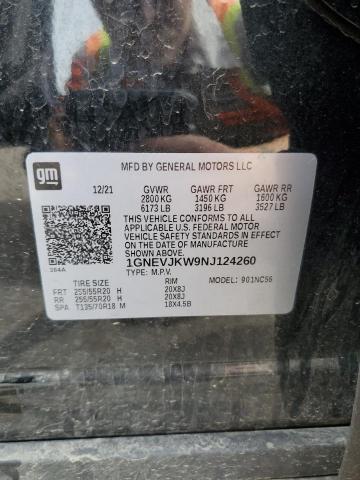 gm
MFD BY GENERAL MOTORS LLC
12/21 GVWR GAWR FRT GAWR RR
2800 KG 1450 KG 1600 KG
6173 LB 3196 LB 3527 LB
THIS VEHICLE CONFORMS TO ALL
APPLICABLE U.S. FEDERAL MOTOR
VEHICLE SAFETY STANDARDS IN EFFECT
ON THE DATE OF MANUFACTURE
SHOWN ABOVE.
1GNEVJKW9NJ124260
264A TYPE: M.P.V. MODEL: 901NC56
TIRE SIZE RIM
FRT 255/55R20 H 20X8J
RR 255/55R20 H 20X8J
SPA T135/70R18 M 18X4.5B